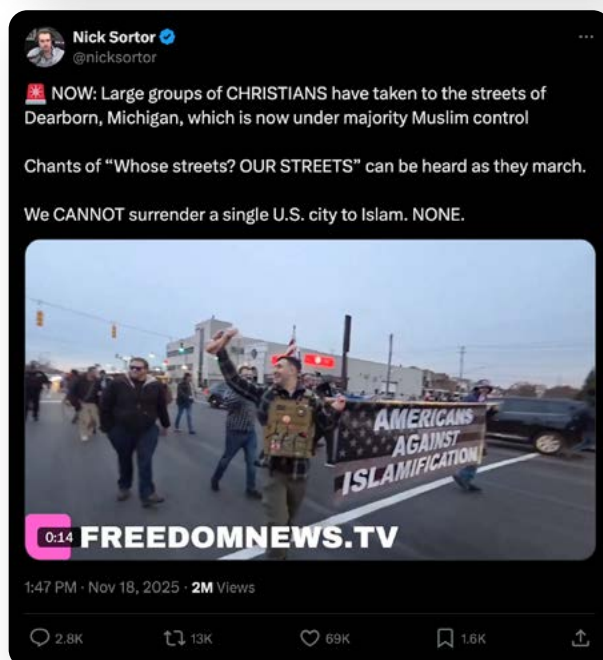 Nick Sortor
@nicksortor
🚨 NOW: Large groups of CHRISTIANS have taken to the streets of
Dearborn, Michigan, which is now under majority Muslim control
Chants of “Whose streets? OUR STREETS” can be heard as they march.
We CANNOT surrender a single U.S. city to Islam. NONE.
AMERICANS
AGAINST
ISLAMIFICATION
0:14 FREEDOMNEWS.TV
1:47 PM · Nov 18, 2025 · 2M Views
2.8K 13K 69K 1.6K